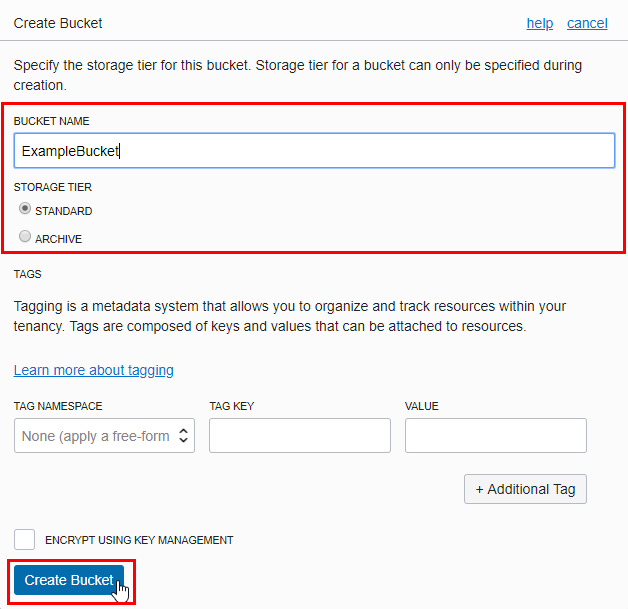 Create Bucket help cancel
Specify the storage tier for this bucket. Storage tier for a bucket can only be specified during
creation.
BUCKET NAME
ExampleBucket
STORAGE TIER
STANDARD
ARCHIVE
TAGS
Tagging is a metadata system that allows you to organize and track resources within your
tenancy. Tags are composed of keys and values that can be attached to resources.
Learn more about tagging
TAG NAMESPACE TAG KEY VALUE
None (apply a free-form
+ Additional Tag
ENCRYPT USING KEY MANAGEMENT
Create Bucket